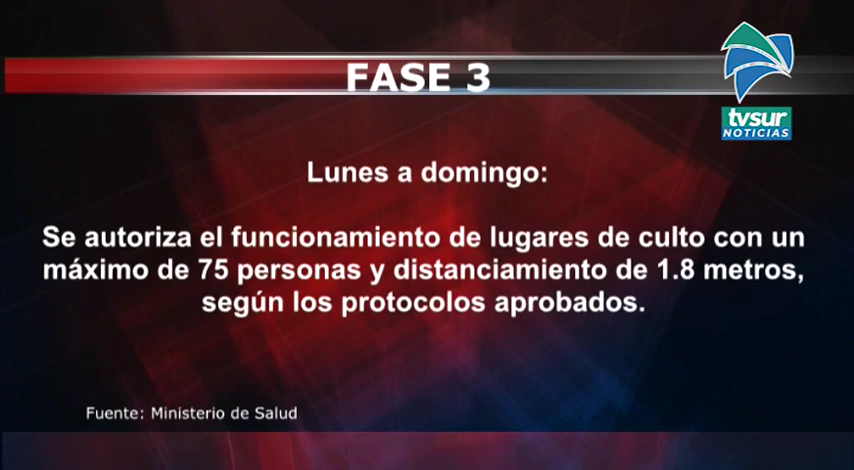 FASE 3
tvsur
NOTICIAS
Lunes a domingo:
Se autoriza el funcionamiento de lugares de culto con un
máximo de 75 personas y distanciamiento de 1.8 metros,
según los protocolos aprobados.
Fuente: Ministerio de Salud